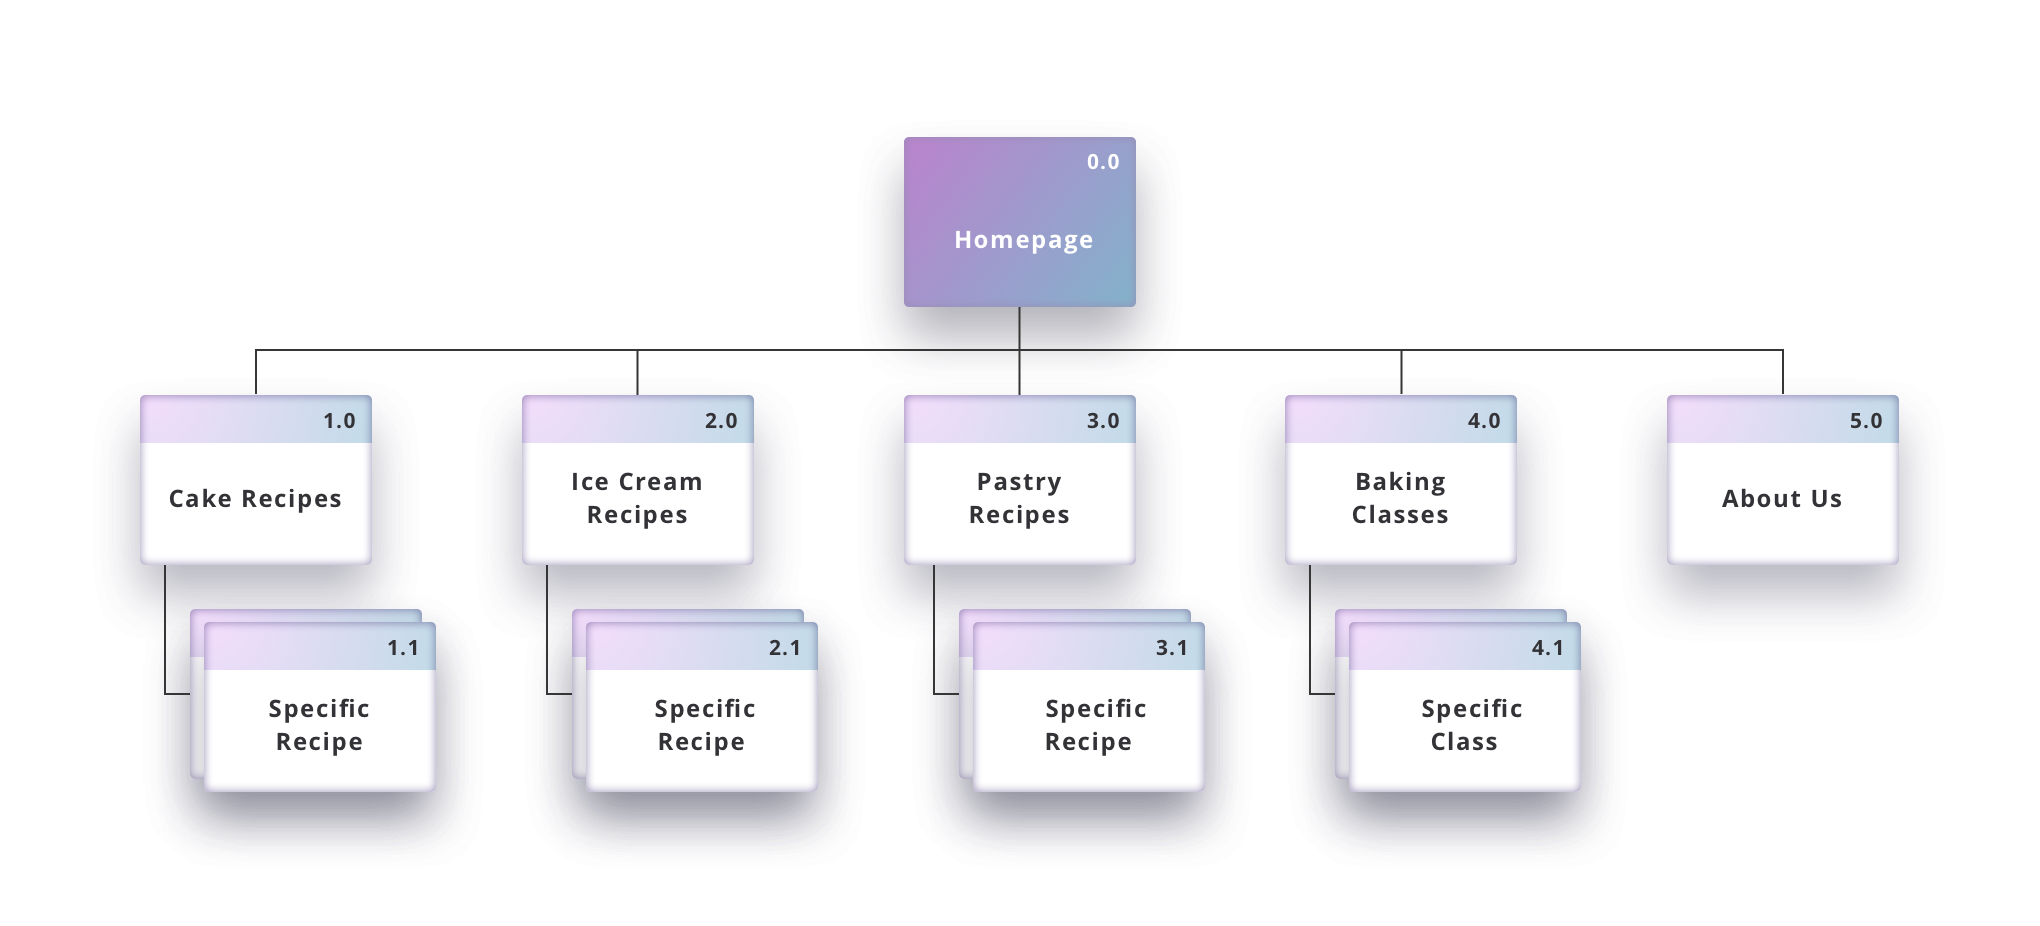 0.0
Homepage
1.0
Cake Recipes
2.0
Ice Cream
Recipes
3.0
Pastry
Recipes
4.0
Baking
Classes
5.0
About Us
1.1
Specific
Recipe
2.1
Specific
Recipe
3.1
Specific
Recipe
4.1
Specific
Class